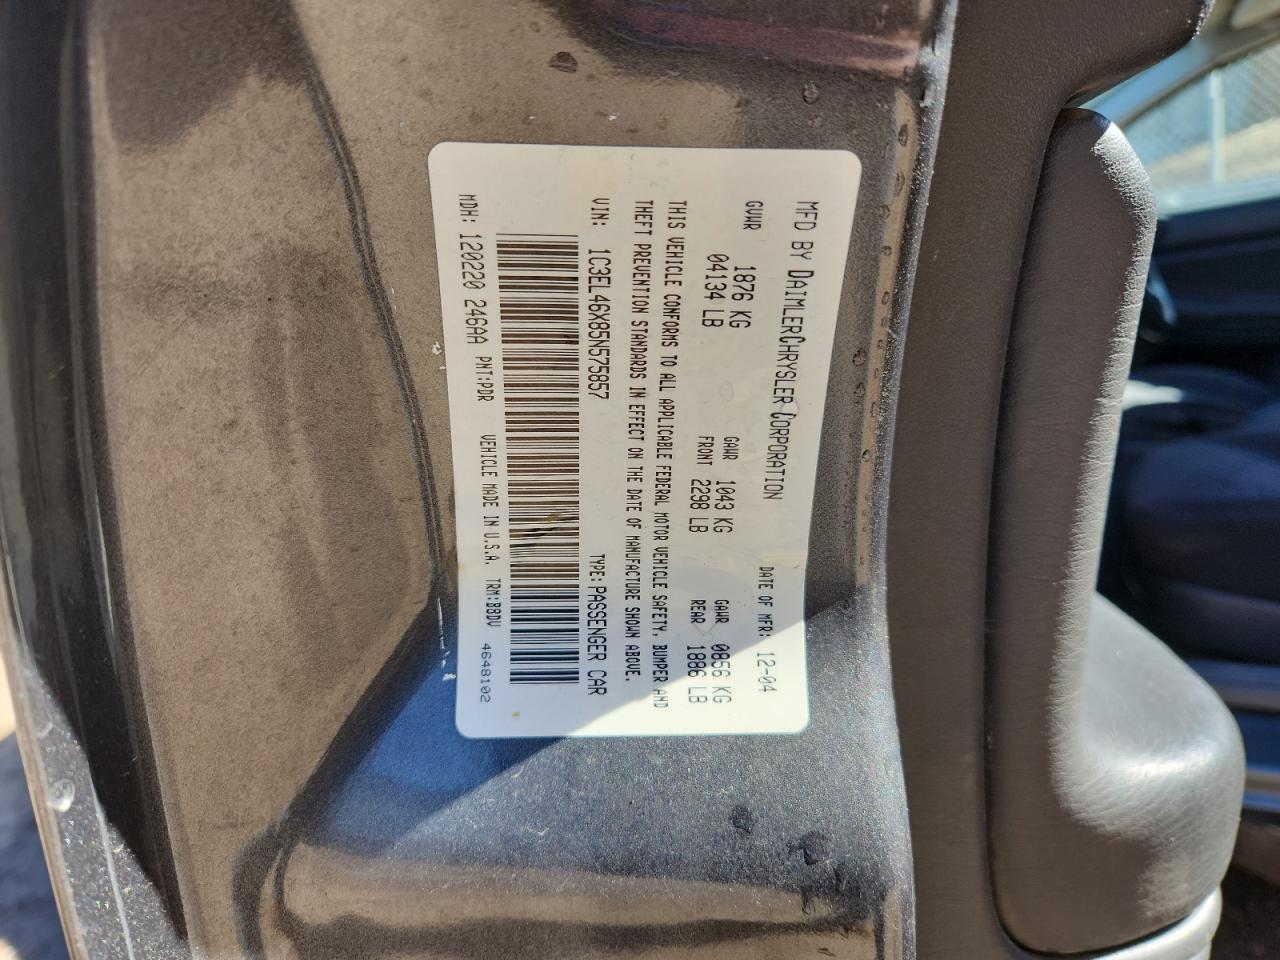 MFD BY DAIMLERCHRYSLER CORPORATION DATE OF MFR: 12-04
GVWR 1876 KG GAWR 1043 KG GAWR 0856 KG
04134 LB FRONT 2298 LB REAR 1886 LB
THIS VEHICLE CONFORMS TO ALL APPLICABLE FEDERAL MOTOR VEHICLE SAFETY, BUMPER AND
THEFT PREVENTION STANDARDS IN EFFECT ON THE DATE OF MANUFACTURE SHOWN ABOVE.
VIN: 1C3EL46X85N575857 TYPE: PASSENGER CAR
MDH: 120220 246AA PNT:PDR VEHICLE MADE IN U.S.A. TRM:B8DV 4648102